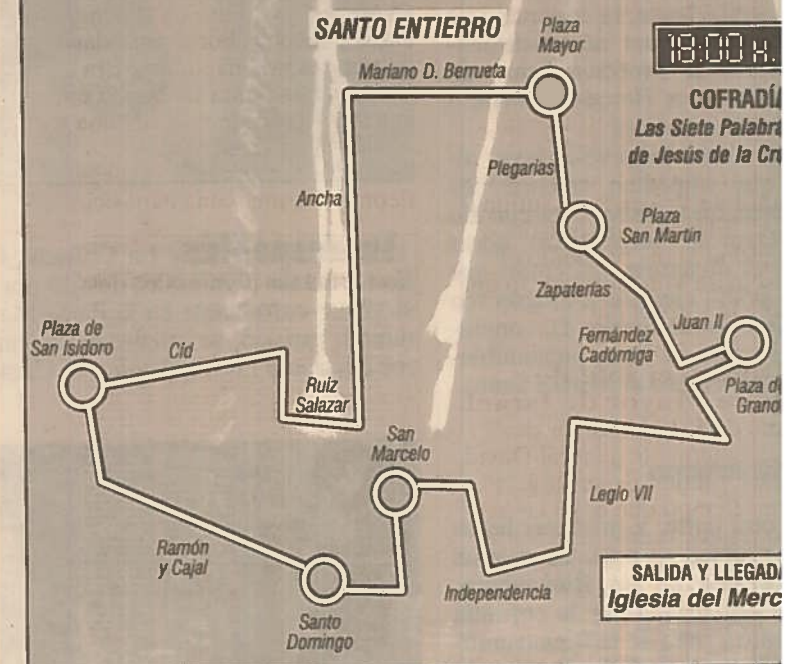 SANTO ENTIERRO
Plaza
Mayor
18:00 H.
Mariano D. Berrueta
COFRADÍA
Las Siete Palabra
de Jesús de la Cru
Plegarias
Ancha
Plaza
San Martín
Zapaterías
Juan II
Fernández
Cadórniga
Plaza de
San Isidoro
Cid
Ruiz
Salazar
Plaza de
Grano
San
Marcelo
Legio VII
Ramón
y Cajal
Independencia
SALIDA Y LLEGADA
Iglesia del Merc
Santo
Domingo